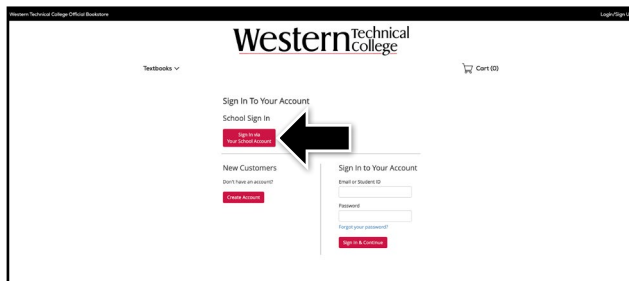 Western Technical College Official Bookstore
Login/Sign U
Western Technical
College
Textbooks
Cart (0)
Sign In To Your Account
School Sign In
Sign In via
Your School Account
New Customers
Don't have an account?
Create Account
Sign In to Your Account
Email or Student ID
Password
Forgot your password?
Sign In & Continue